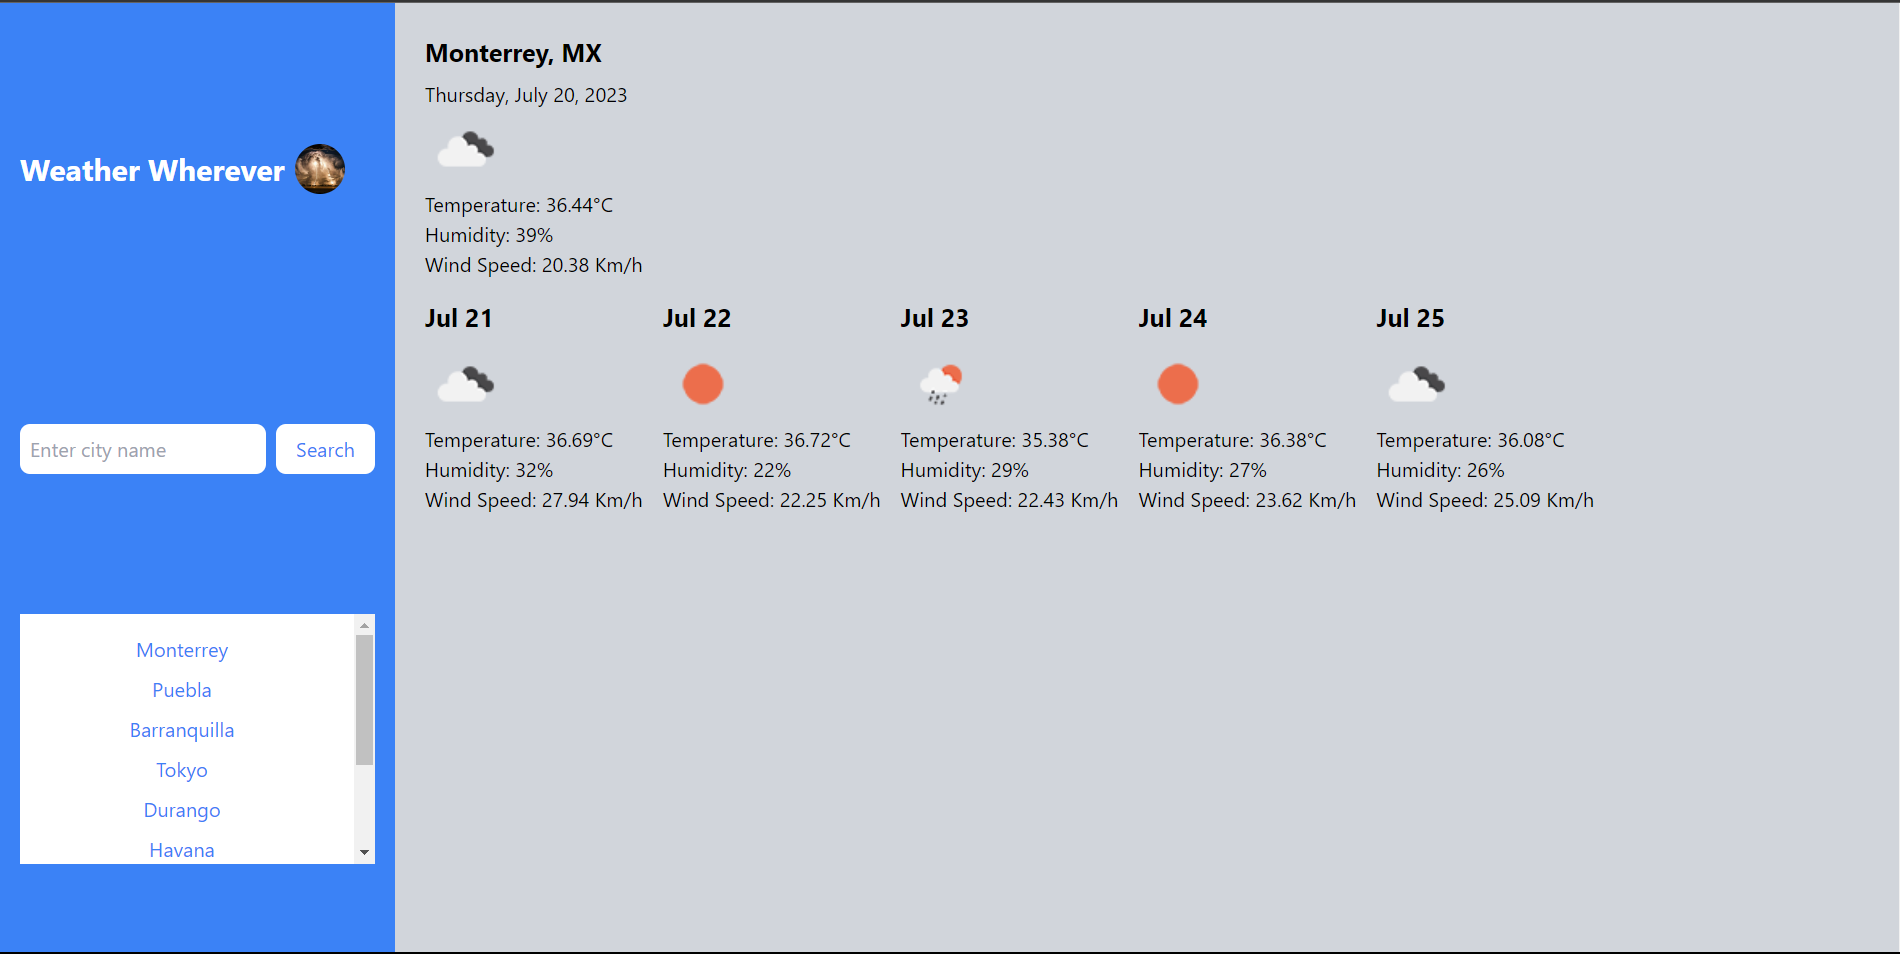 Weather Wherever
Enter city name
Search
Monterrey
Puebla
Barranquilla
Tokyo
Durango
Havana
Monterrey, MX
Thursday, July 20, 2023
Temperature: 36.44°C
Humidity: 39%
Wind Speed: 20.38 Km/h
Jul 21
Temperature: 36.69°C
Humidity: 32%
Wind Speed: 27.94 Km/h
Jul 22
Temperature: 36.72°C
Humidity: 22%
Wind Speed: 22.25 Km/h
Jul 23
Temperature: 35.38°C
Humidity: 29%
Wind Speed: 22.43 Km/h
Jul 24
Temperature: 36.38°C
Humidity: 27%
Wind Speed: 23.62 Km/h
Jul 25
Temperature: 36.08°C
Humidity: 26%
Wind Speed: 25.09 Km/h